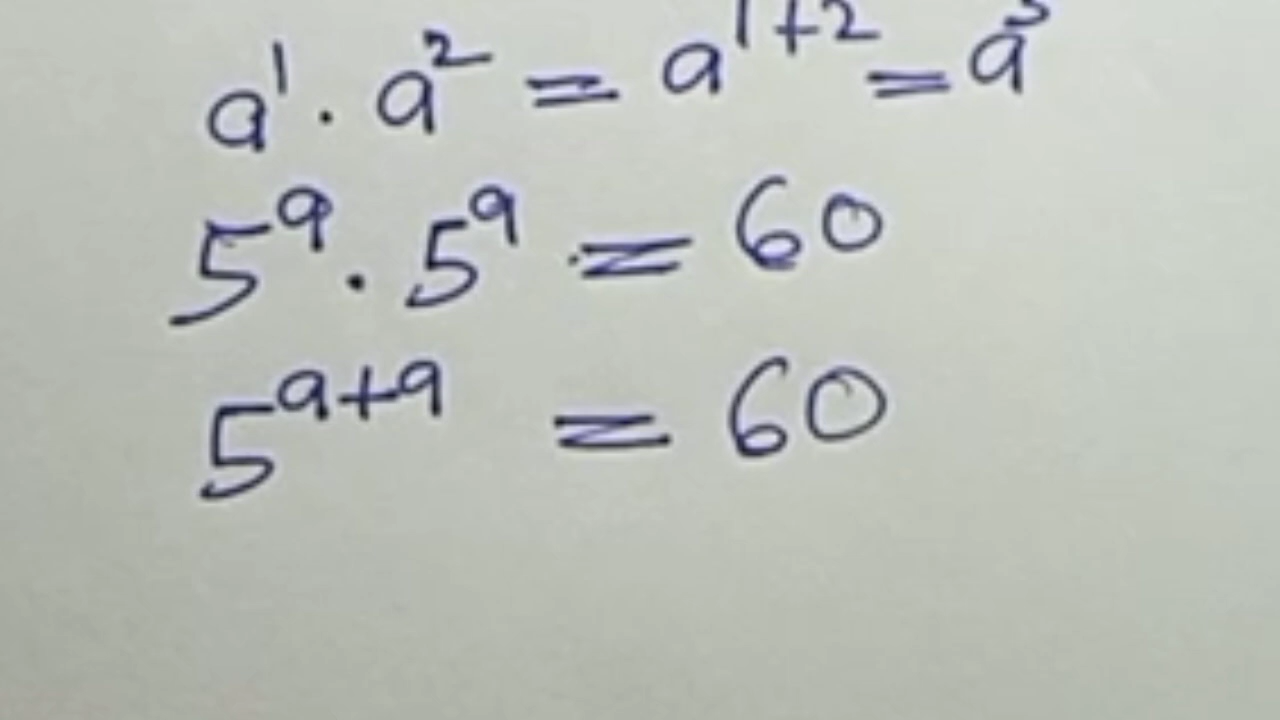 a¹ · a² = a¹⁺² = a³
5ᵃ · 5ᵃ = 60
5ᵃ⁺ᵃ = 60